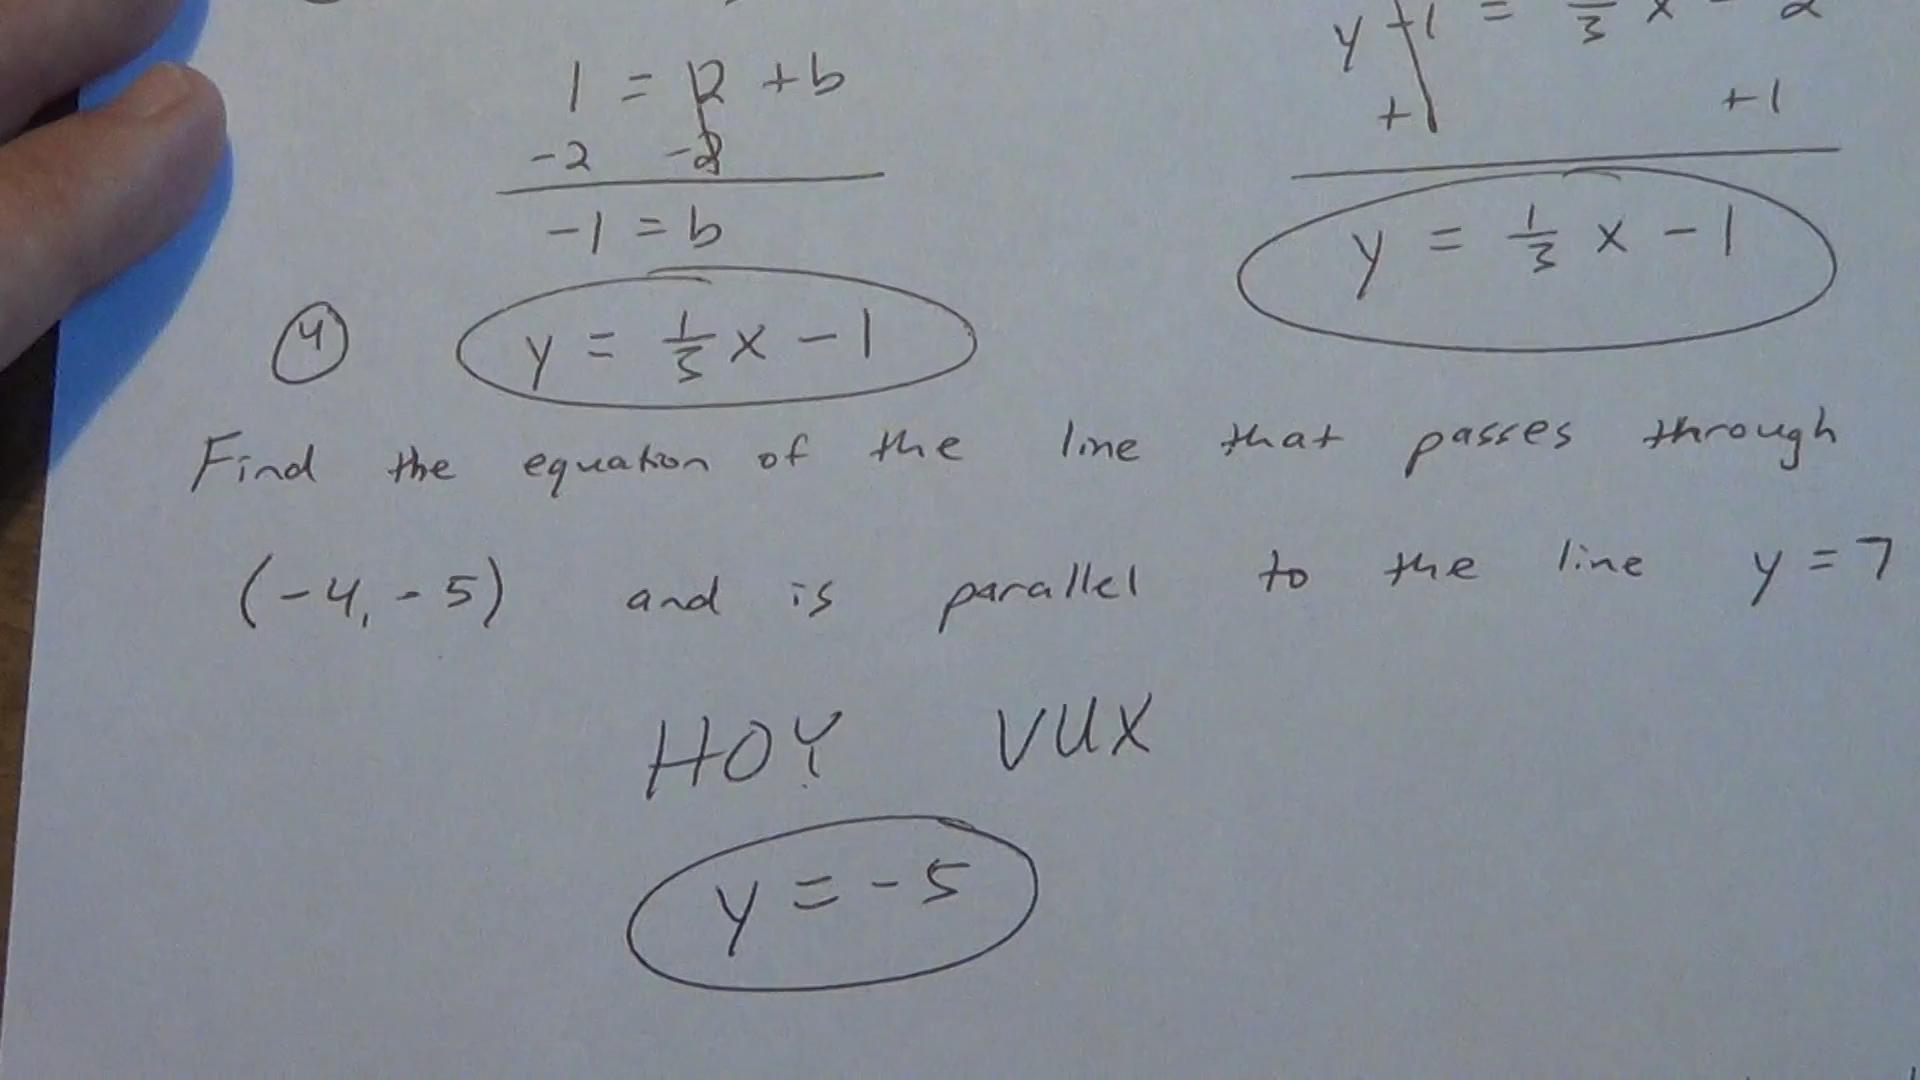 1 = 2 + b
-2 -2
-1 = b
y = 1/3 x - 1
y - 1 = 1/3 x - 2
+1 +1
y = 1/3 x - 1
4
Find the equation of the line that passes through
(-4, -5) and is parallel to the line y = 7
HOY VUX
y = -5